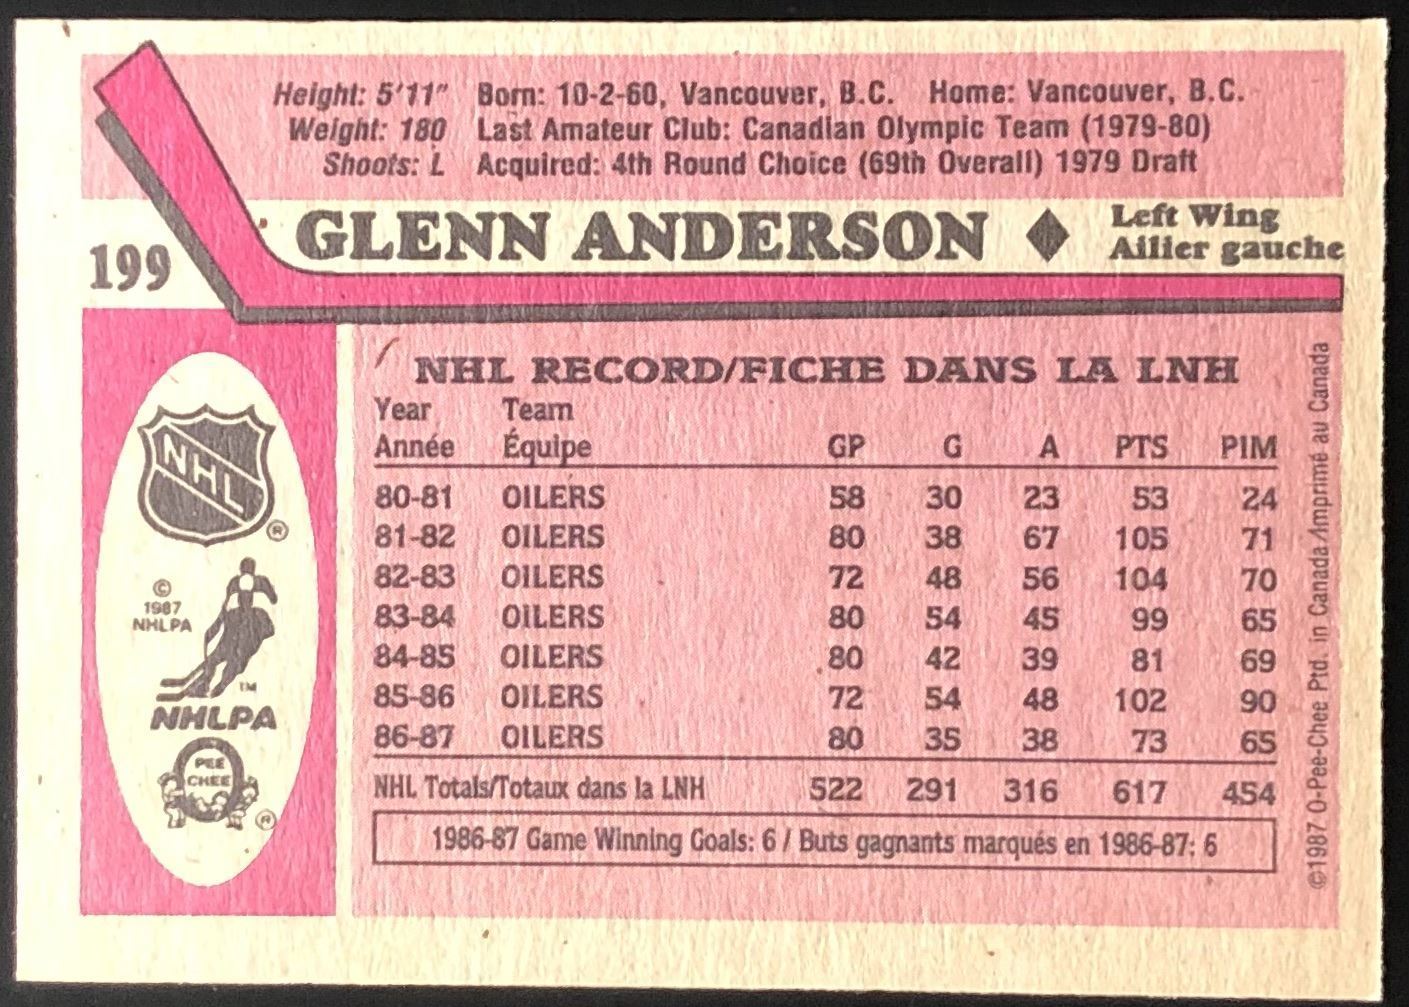 Height: 5'11" Born: 10-2-60, Vancouver, B.C. Home: Vancouver, B.C.
Weight: 180 Last Amateur Club: Canadian Olympic Team (1979-80)
Shoots: L Acquired: 4th Round Choice (69th Overall) 1979 Draft
199 GLENN ANDERSON ◆ Left Wing
Ailier gauche
NHL RECORD/FICHE DANS LA LNH
Year Team
Année Équipe GP G A PTS PIM
80-81 OILERS 58 30 23 53 24
81-82 OILERS 80 38 67 105 71
82-83 OILERS 72 48 56 104 70
83-84 OILERS 80 54 45 99 65
84-85 OILERS 80 42 39 81 69
85-86 OILERS 72 54 48 102 90
86-87 OILERS 80 35 38 73 65
NHL Totals/Totaux dans la LNH 522 291 316 617 454
1986-87 Game Winning Goals: 6 / Buts gagnants marqués en 1986-87: 6
NHL
®
©
1987
NHLPA
TM
NHLPA
O
PEE
CHEE
®
©1987 O-Pee-Chee Ptd. in Canada/Imprimé au Canada